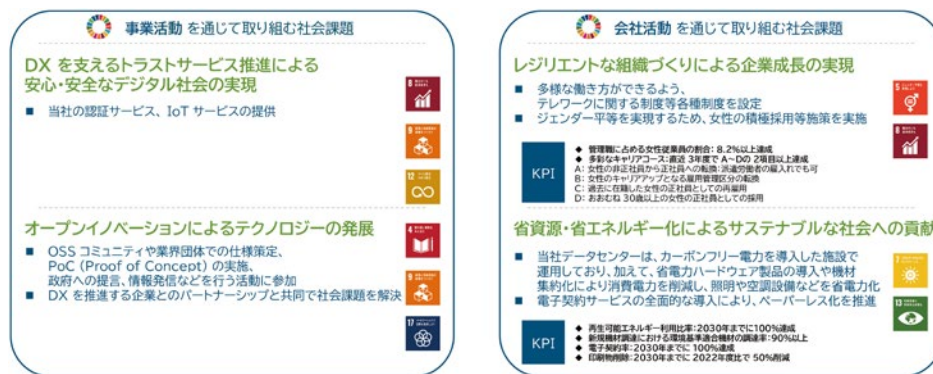 事業活動 を通じて取り組む社会課題
DX を支えるトラストサービス推進による
安心・安全なデジタル社会の実現
■ 当社の認証サービス、IoT サービスの提供
8
9
12
オープンイノベーションによるテクノロジーの発展
■ OSS コミュニティや業界団体での仕様策定、
PoC (Proof of Concept) の実施、
政府への提言、情報発信などを行う活動に参加
■ DX を推進する企業とのパートナーシップと共同で社会課題を解決
4
9
17
会社活動 を通じて取り組む社会課題
レジリエントな組織づくりによる企業成長の実現
■ 多様な働き方ができるよう、
テレワークに関する制度等各種制度を設定
■ ジェンダー平等を実現するため、女性の積極採用等施策を実施
5
8
KPI
◆ 管理職に占める女性従業員の割合: 8.2%以上達成
◆ 多彩なキャリアコース:直近 3年度で A~Dの 2項目以上達成
A: 女性の非正社員から正社員への転換:派遣労働者の雇入れでも可
B: 女性のキャリアアップとなる雇用管理区分の転換
C: 過去に在籍した女性の正社員としての再雇用
D: おおむね 30歳以上の女性の正社員としての採用
省資源・省エネルギー化によるサステナブルな社会への貢献
■ 当社データセンターは、カーボンフリー電力を導入した施設で
運用しており、加えて、省電力ハードウェア製品の導入や機材
集約化により消費電力を削減し、照明や空調設備などを省電力化
■ 電子契約サービスの全面的な導入により、ペーパーレス化を推進
7
13
KPI
◆ 再生可能エネルギー利用比率:2030年までに100%達成
◆ 新規機材調達における環境基準適合機材の調達率:90%以上
◆ 電子契約率:2030年までに 100%達成
◆ 印刷物削除:2030年までに 2022年度比で 50%削減